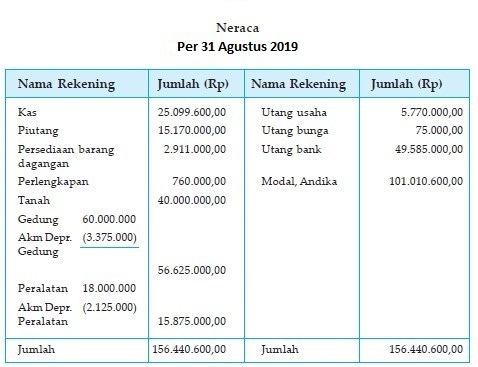 Neraca
Per 31 Agustus 2019
Nama Rekening Jumlah (Rp) Nama Rekening Jumlah (Rp)
Kas 25.099.600,00 Utang usaha 5.770.000,00
Piutang 15.170.000,00 Utang bunga 75.000,00
Persediaan barang 2.911.000,00 Utang bank 49.585.000,00
dagangan
Perlengkapan 760.000,00 Modal, Andika 101.010.600,00
Tanah 40.000.000,00
Gedung 60.000.000
Akm Depr. (3.375.000)
Gedung
56.625.000,00
Peralatan 18.000.000
Akm Depr. (2.125.000)
Peralatan 15.875.000,00
Jumlah 156.440.600,00 Jumlah 156.440.600,00